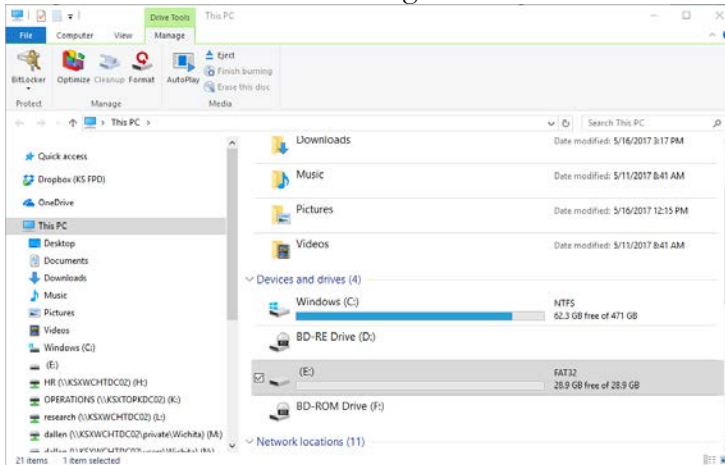 Drive Tools
This PC
File
Computer
View
Manage
BitLocker
Optimize
Cleanup
Format
AutoPlay
Eject
Finish burning
Erase this disc
Protect
Manage
Media
This PC
Search This PC
Quick access
Dropbox (KS FPD)
OneDrive
This PC
Desktop
Documents
Downloads
Music
Pictures
Videos
Windows (C:)
(E:)
HR (\\KSXWCHTDC02) (H:)
OPERATIONS (\\KSXTOPKDC02) (K:)
research (\\KSXWCHTDC02) (L:)
dallen (\\KSXWCHTDC02\private\Wichita) (M:)
Downloads
Date modified: 5/16/2017 3:17 PM
Music
Date modified: 5/11/2017 8:41 AM
Pictures
Date modified: 5/16/2017 12:15 PM
Videos
Date modified: 5/11/2017 8:41 AM
Devices and drives (4)
Windows (C:)
NTFS
62.3 GB free of 471 GB
BD-RE Drive (D:)
(E:)
FAT32
28.9 GB free of 28.9 GB
BD-ROM Drive (F:)
Network locations (11)
21 items
1 item selected